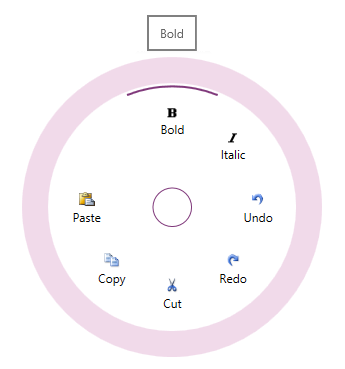 Bold
B
Bold
I
Italic
Undo
Redo
Cut
Copy
Paste